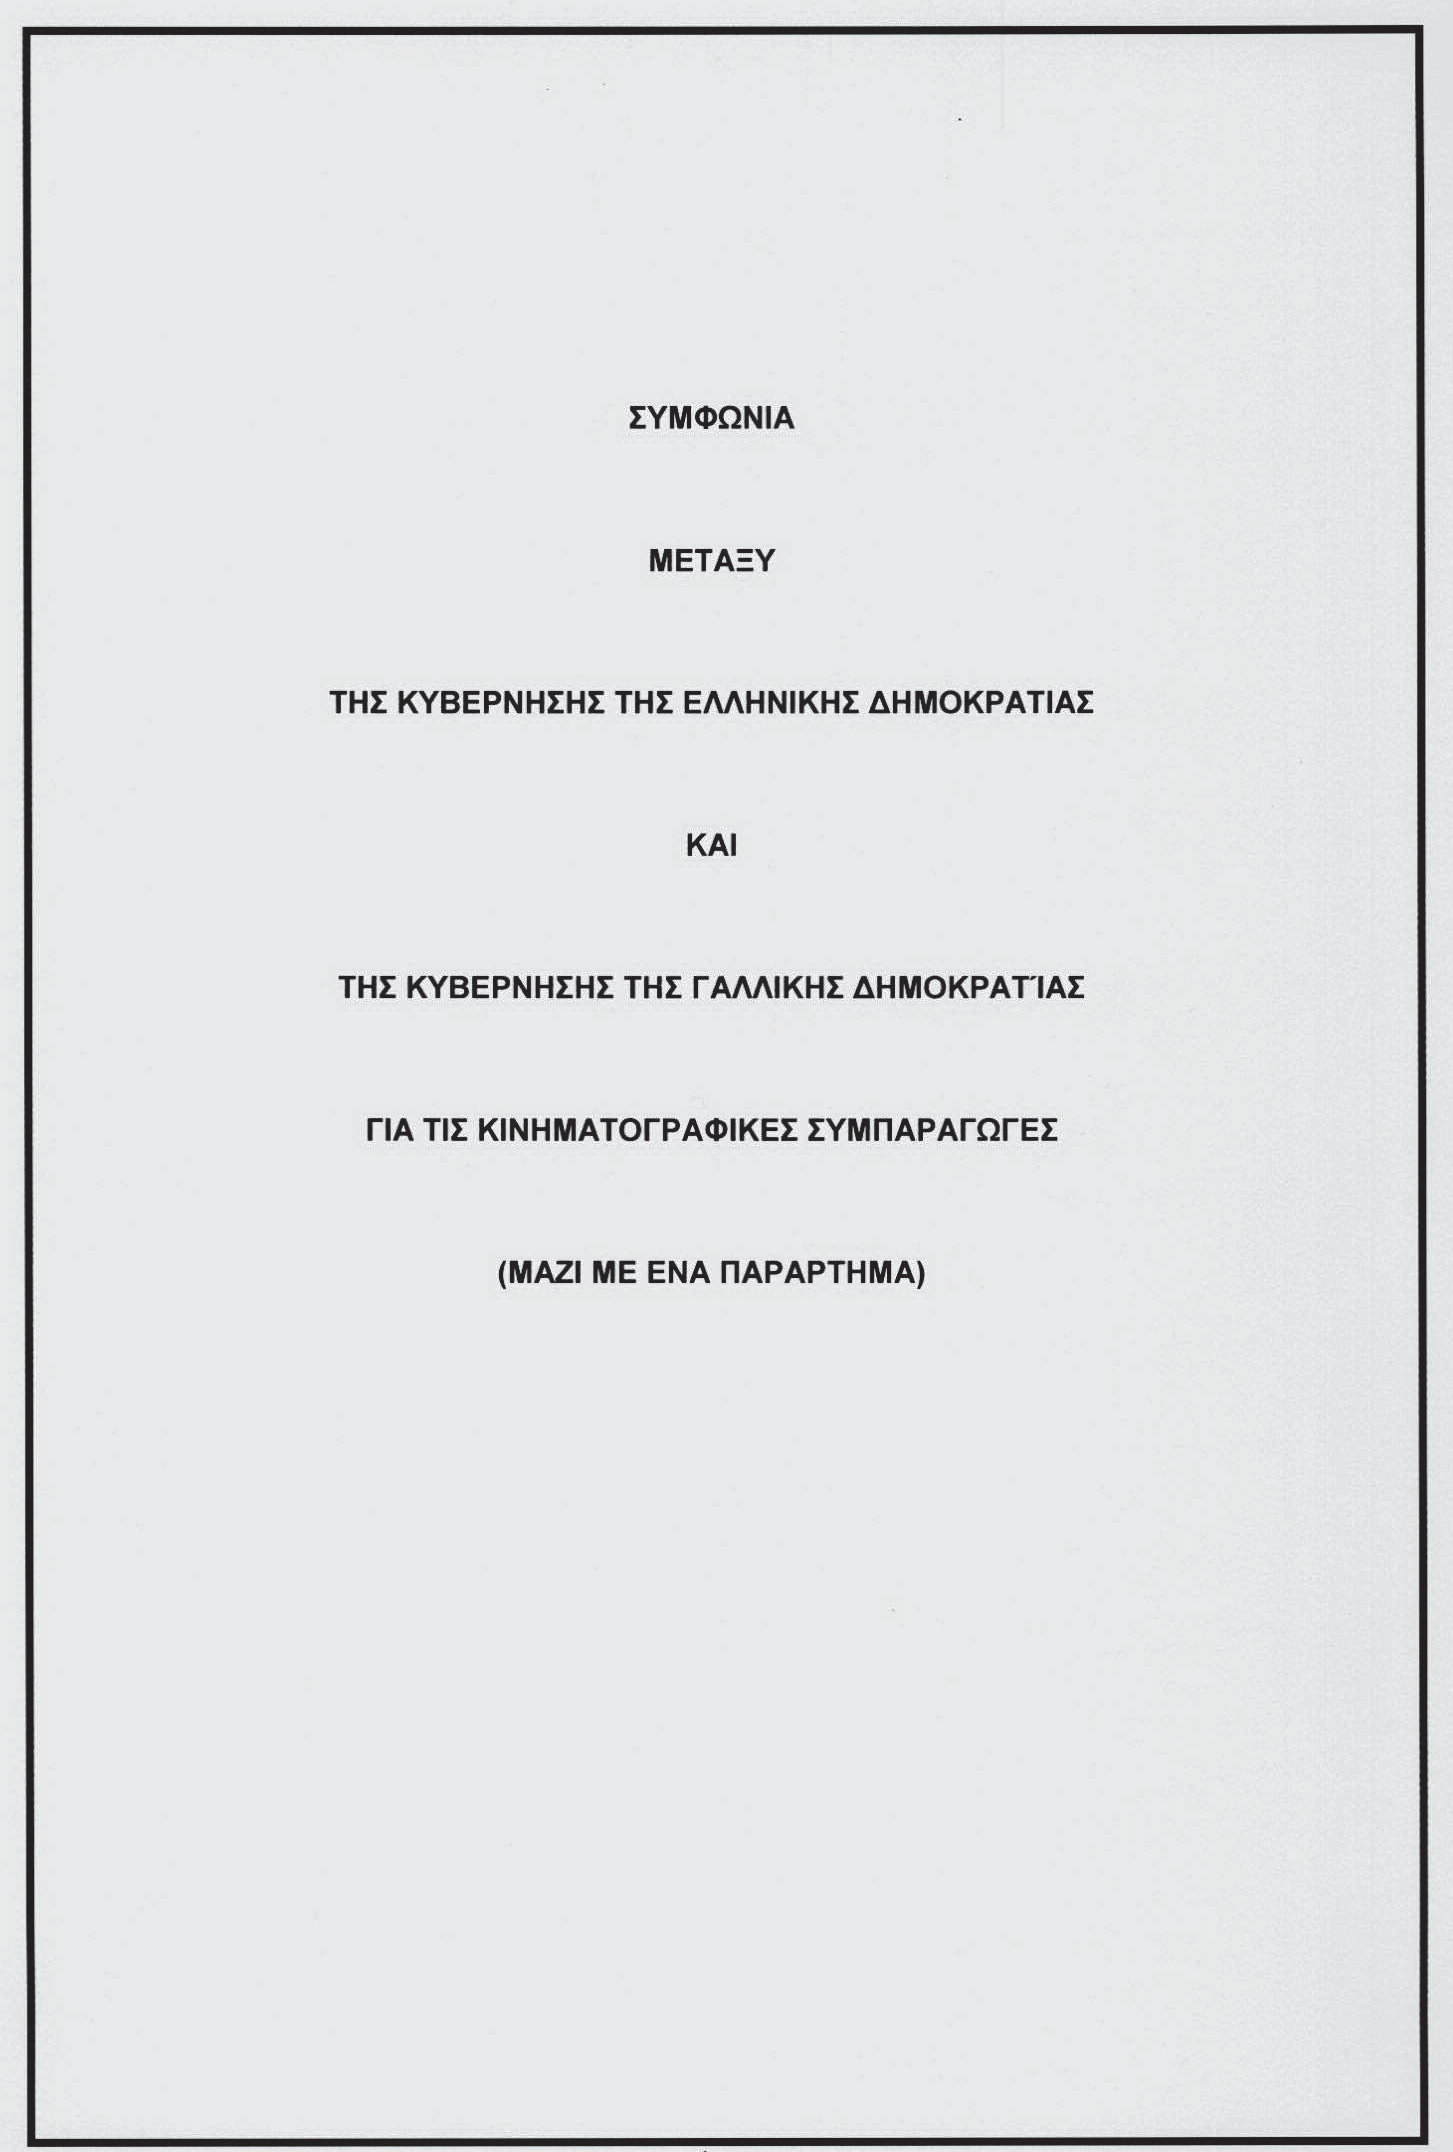 ΣΥΜΦΩΝΙΑ
ΜΕΤΑΞΥ
ΤΗΣ ΚΥΒΕΡΝΗΣΗΣ ΤΗΣ ΕΛΛΗΝΙΚΗΣ ΔΗΜΟΚΡΑΤΙΑΣ
ΚΑΙ
ΤΗΣ ΚΥΒΕΡΝΗΣΗΣ ΤΗΣ ΓΑΛΛΙΚΗΣ ΔΗΜΟΚΡΑΤΊΑΣ
ΓΙΑ ΤΙΣ ΚΙΝΗΜΑΤΟΓΡΑΦΙΚΕΣ ΣΥΜΠΑΡΑΓΩΓΕΣ
(ΜΑΖΙ ΜΕ ΕΝΑ ΠΑΡΑΡΤΗΜΑ)